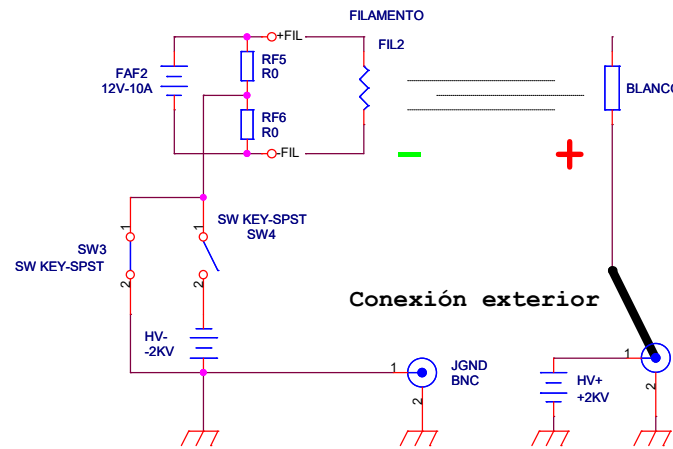 FILAMENTO
+FIL
FIL2
FAF2
12V-10A
RF5
R0
BLANCO
RF6
R0
-FIL
1
1
SW KEY-SPST
SW4
SW3
SW KEY-SPST
2
2
Conexión exterior
HV-
-2KV
1
JGND
BNC
2
1
HV+
+2KV
2